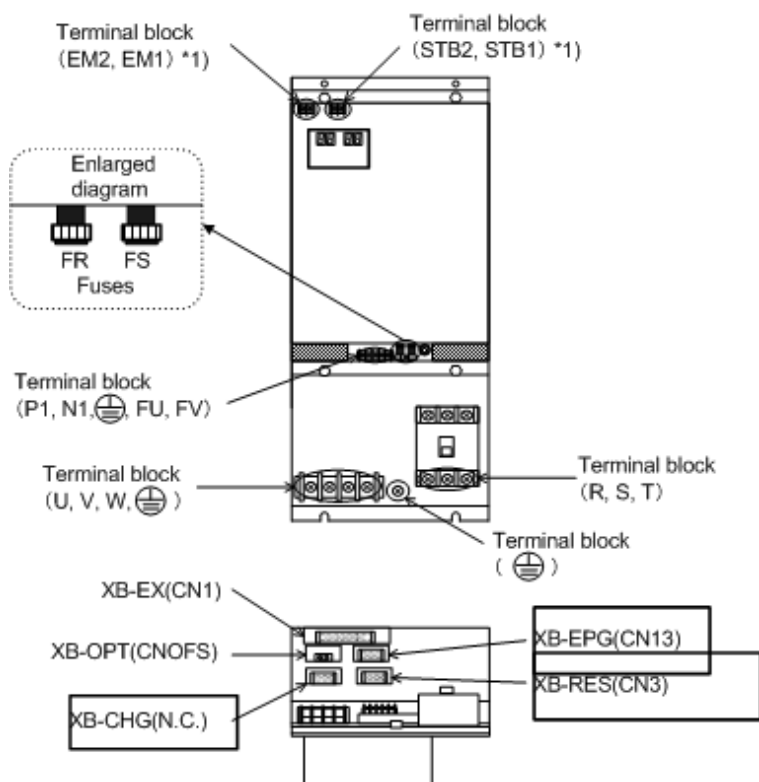 Terminal block
(EM2, EM1) *1)
Terminal block
(STB2, STB1) *1)
Enlarged
diagram
FR FS
Fuses
Terminal block
(P1, N1, ⏚, FU, FV)
Terminal block
(U, V, W, ⏚ )
Terminal block
(R, S, T)
Terminal block
( ⏚ )
XB-EX(CN1)
XB-OPT(CNOFS)
XB-CHG(N.C.)
XB-EPG(CN13)
XB-RES(CN3)